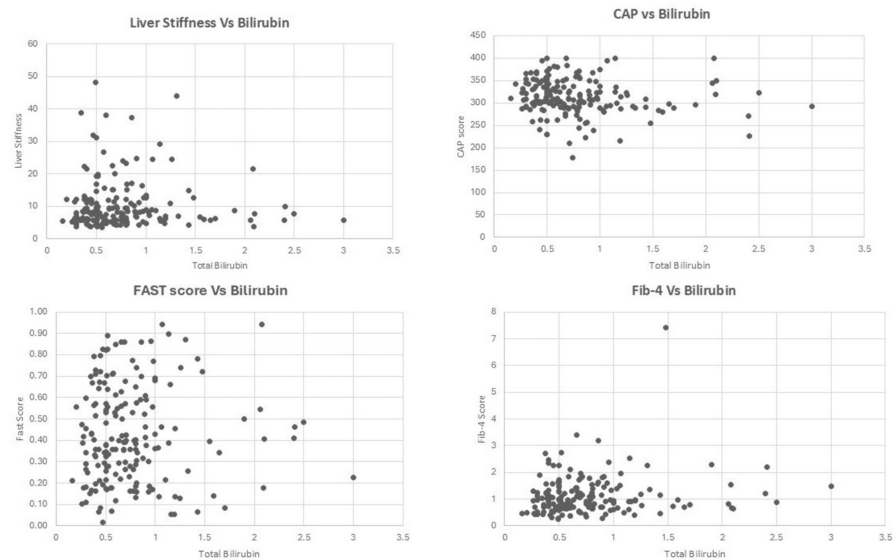 Liver Stiffness Vs Bilirubin
60
50
40
30
20
10
0
Liver Stiffness
0 0.5 1 1.5 2 2.5 3 3.5
Total Bilirubin
CAP vs Bilirubin
450
400
350
300
250
200
150
100
50
0
CAP score
0 0.5 1 1.5 2 2.5 3 3.5
Total Bilirubin
FAST score Vs Bilirubin
1.00
0.90
0.80
0.70
0.60
0.50
0.40
0.30
0.20
0.10
0.00
Fast Score
0 0.5 1 1.5 2 2.5 3 3.5
Total Bilirubin
Fib-4 Vs Bilirubin
8
7
6
5
4
3
2
1
0
Fib-4 Score
0 0.5 1 1.5 2 2.5 3 3.5
Total Bilirubin